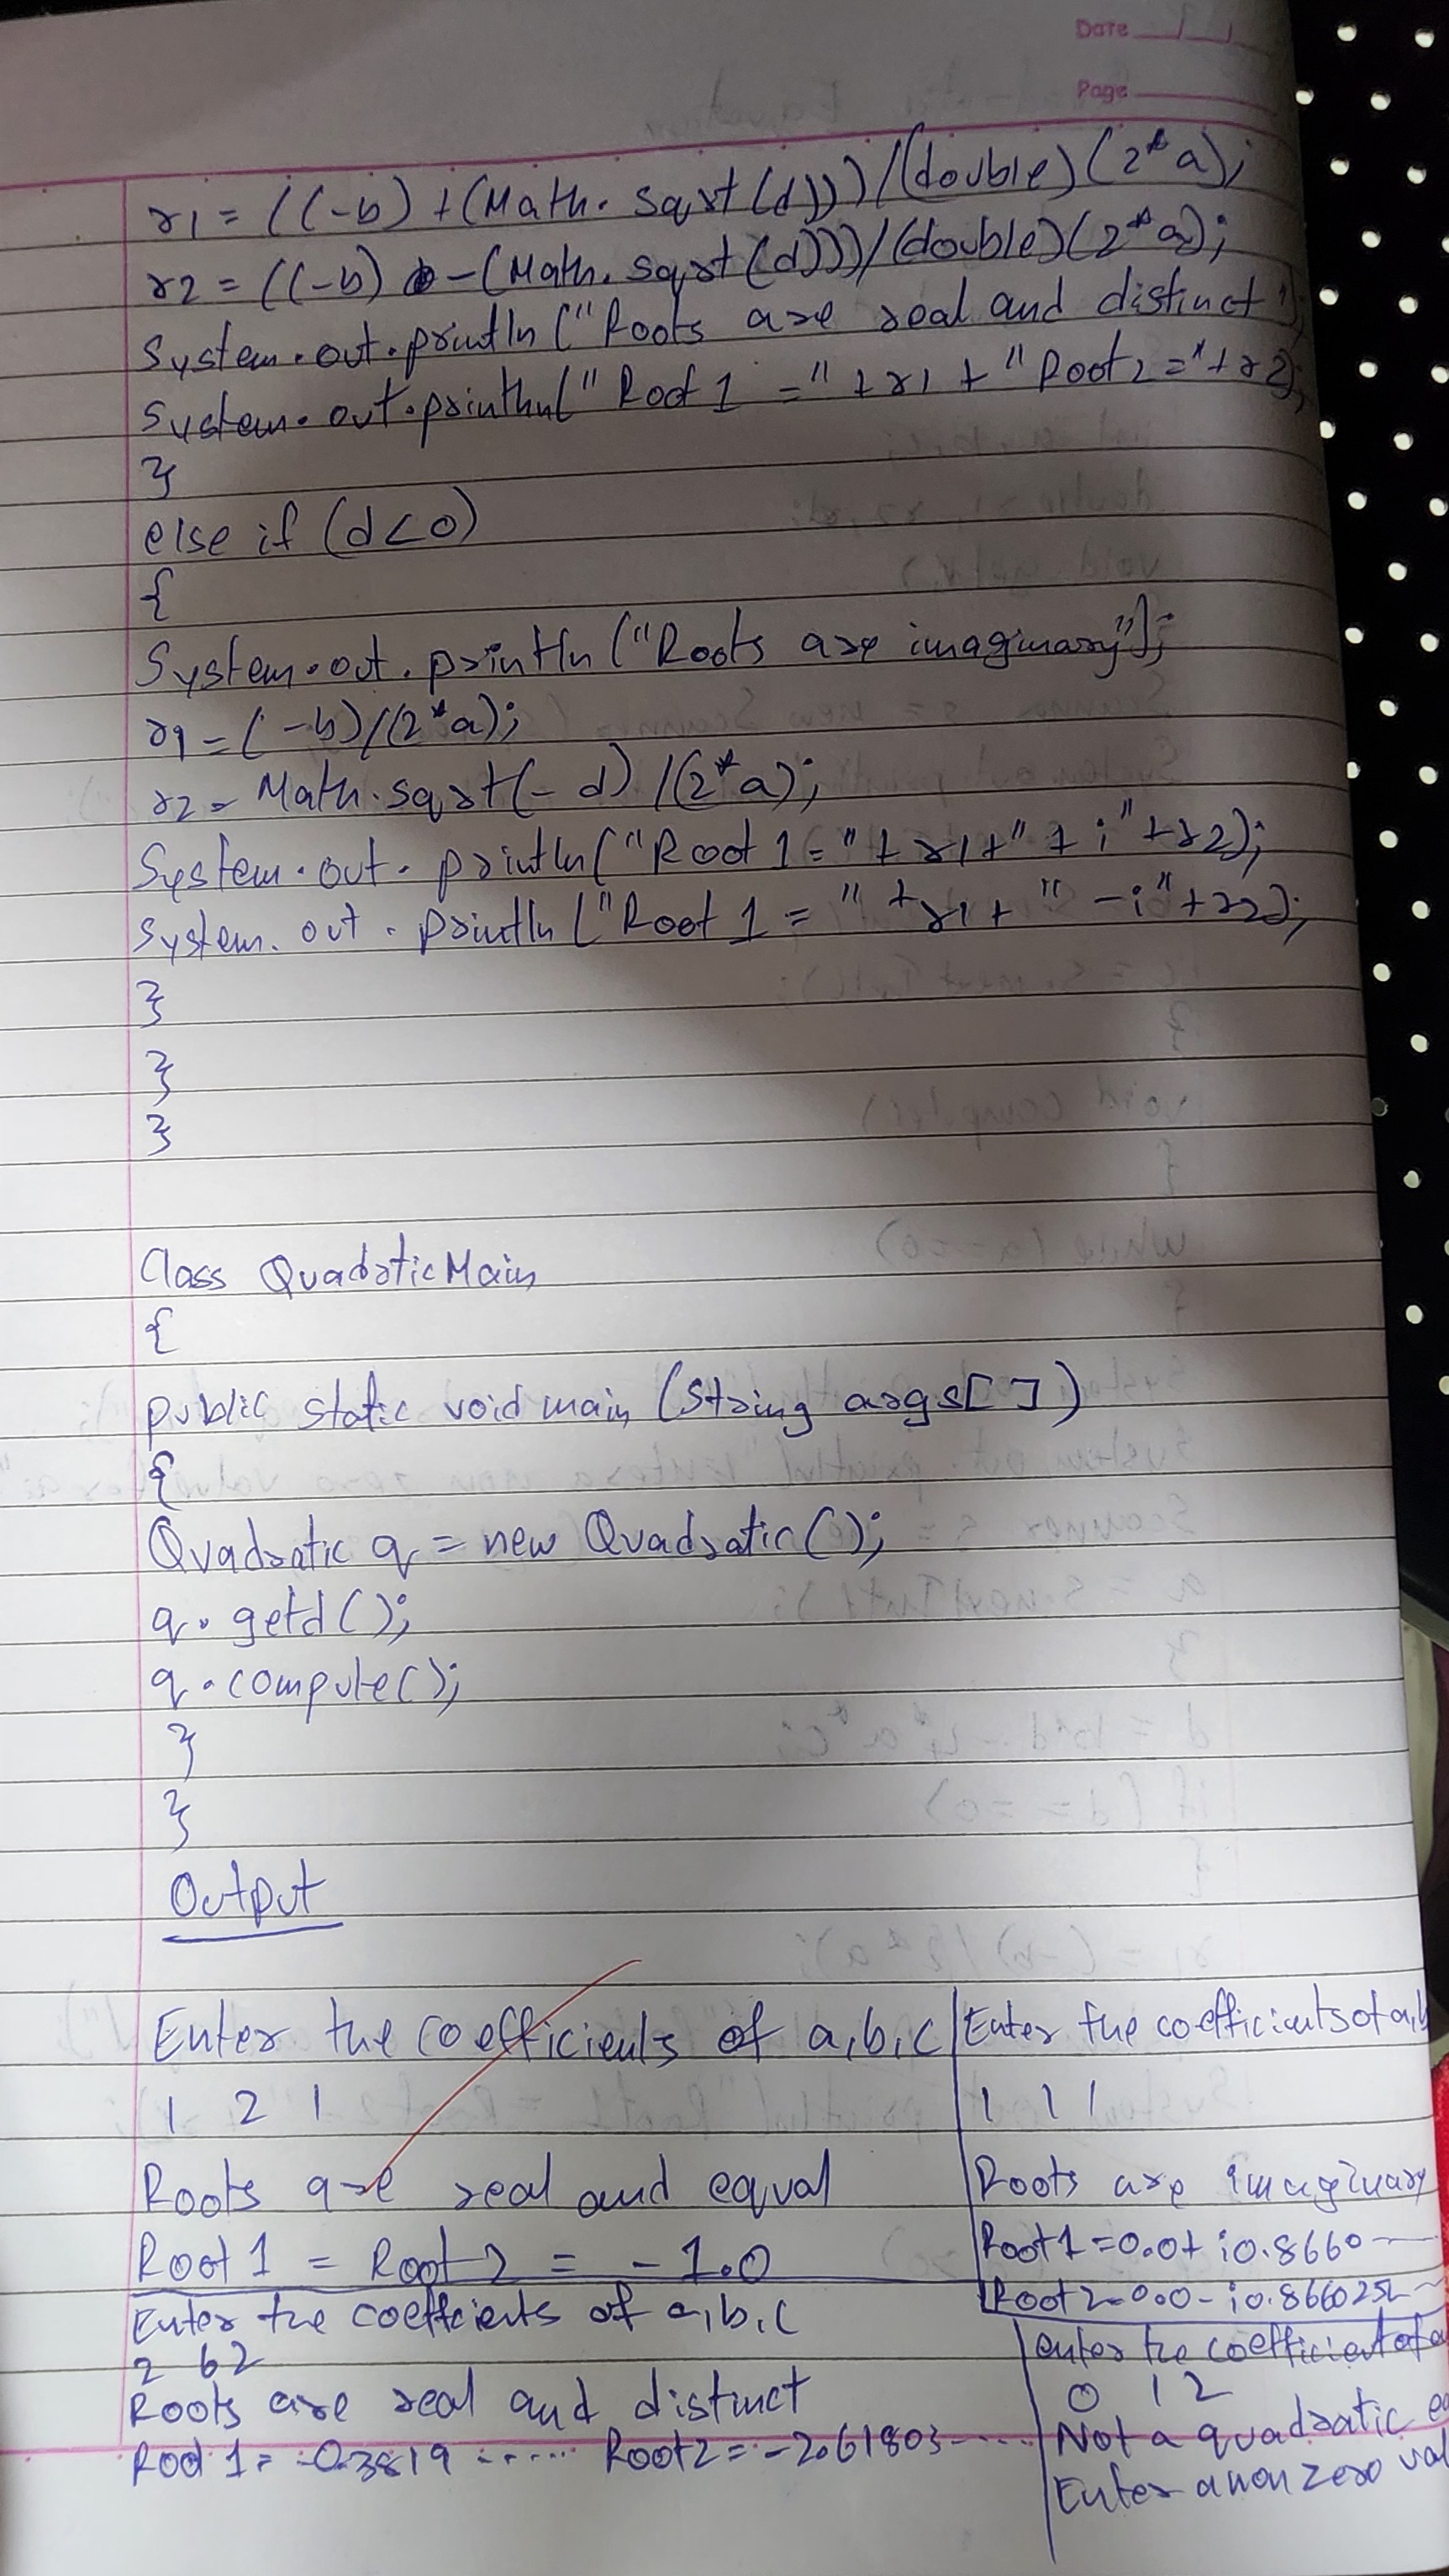 Date
Page
r1 = ((-b) + (Math.sqrt(d)))/(double)(2*a);
r2 = ((-b) - (Math.sqrt(d)))/(double)(2*a);
System.out.println("Roots are real and distinct");
System.out.println("Root 1 =" + r1 + "Root2 =" + r2);
}
else if (d<0)
{
System.out.println("Roots are imaginary");
r1 = (-b)/(2*a);
r2 = Math.sqrt(-d)/(2*a);
System.out.println("Root 1 = " + r1 + " + i" + r2);
System.out.println("Root 1 = " + r1 + " - i" + r2);
}
}
}
Class QuadraticMain
{
public static void main (String args[])
{
Quadratic q = new Quadratic();
q.getd();
q.compute();
}
}
Output
Enter the coefficients of a,b,c
1 2 1
Roots are real and equal
Root 1 = Root 2 = -1.0
Enter the coefficients of a,b
1 1 1
Roots are imaginary
Root 1 = 0.0 + i0.8660
Root 2 = 0.0 - i0.866025
Enter the coeffcients of a,b,c
2 6 2
Roots are real and distinct
Root 1 = -0.3819 ...... Root 2 = -2.61803 ....
enter the coefficient of a
0 1 2
Not a quadratic
Enter a non zero val